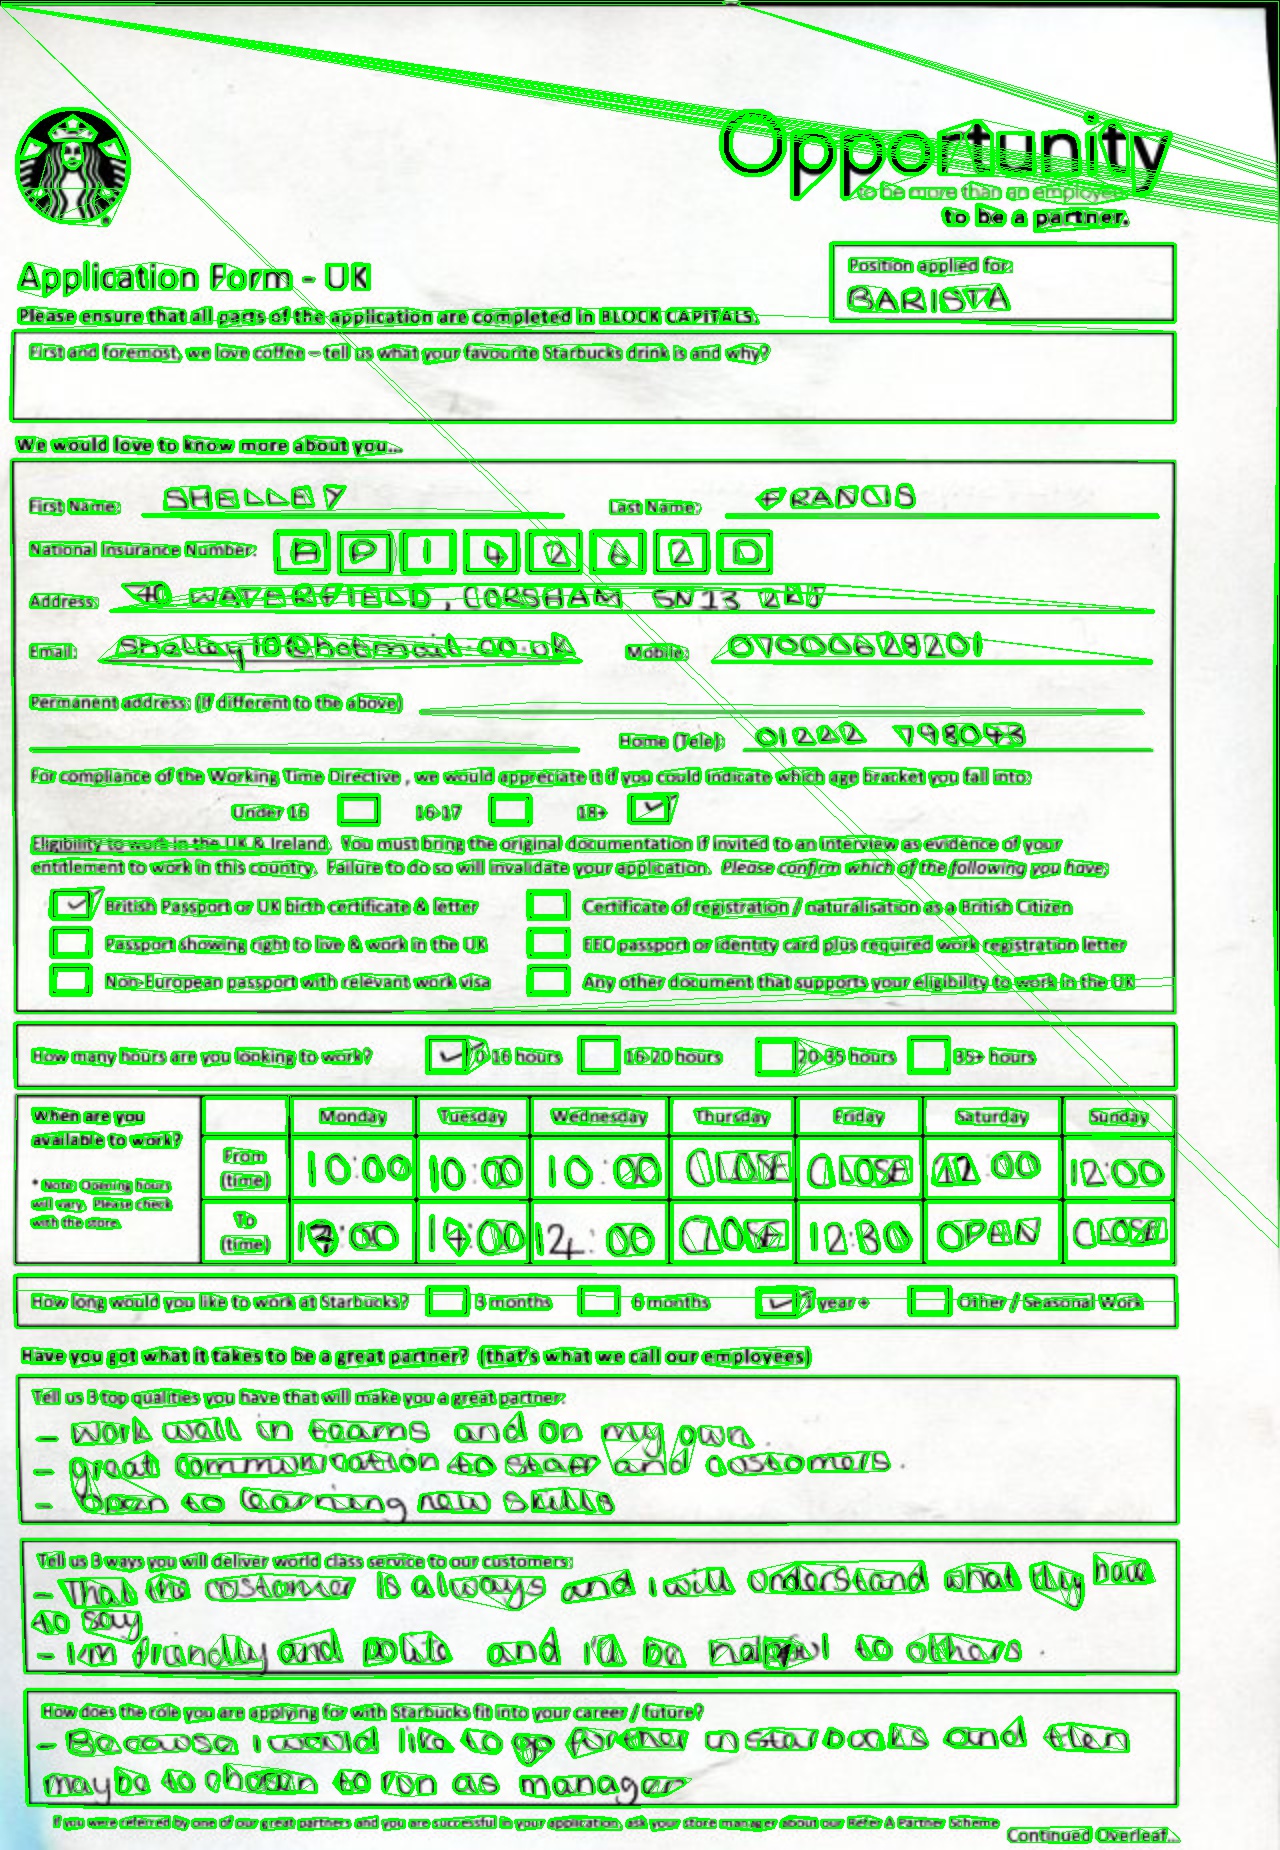 Opportunity
to be more than an employee,
to be a partner.
Application Form - UK
Position applied for:
BARISTA
Please ensure that all parts of the application are completed in BLOCK CAPITALS.
First and foremost, we love coffee – tell us what your favourite Starbucks drink is and why?
We would love to know more about you...
First Name: SHELLEY Last Name: FRANCIS
National Insurance Number: B P 1 4 2 6 2 D
Address: 40 WATERFIELD, CORSHAM SN13 2KJ
Email: Shelley10@hotmail.co.uk Mobile: 07000628201
Permanent address: (If different to the above)
Home (Tele): 01222 798043
For compliance of the Working Time Directive, we would appreciate it if you could indicate which age bracket you fall into:
Under 16 16-17 18+
Eligibility to work in the UK & Ireland. You must bring the original documentation if invited to an interview as evidence of your
entitlement to work in this country. Failure to do so will invalidate your application. Please confirm which of the following you have:
British Passport or UK birth certificate & letter Certificate of registration / naturalisation as a British Citizen
Passport showing right to live & work in the UK EEC passport or identity card plus required work registration letter
Non-European passport with relevant work visa Any other document that supports your eligibility to work in the UK
How many hours are you looking to work? 0-16 hours 16-20 hours 20-35 hours 35+ hours
When are you available to work? Monday Tuesday Wednesday Thursday Friday Saturday Sunday
* Note: Opening hours will vary. Please check with the store.
From (time) 10:00 10:00 10:00 CLOSE CLOSE 12:00 12:00
To (time) :00 :00 12:00 CLOSE 12:30 OPEN CLOSE
How long would you like to work at Starbucks? 3 months 6 months 1 year + Other / Seasonal Work
Have you got what it takes to be a great partner? (that's what we call our employees)
Tell us 3 top qualities you have that will make you a great partner:
- Work well in teams and on my own.
- great communication to staff and customers.
- Open to learning new skills
Tell us 3 ways you will deliver world class service to our customers:
- That the customer is always and I will understand what they have
to say
- I'm friendly and polite and I'll be helpful to others.
How does the role you are applying for with Starbucks fit into your career / future?
- Because I would like to go further in starbucks and then
maybe to chosen to run as manager
If you were referred by one of our great partners and you are successful in your application, ask your store manager about our Refer A Partner Scheme
Continued Overleaf...